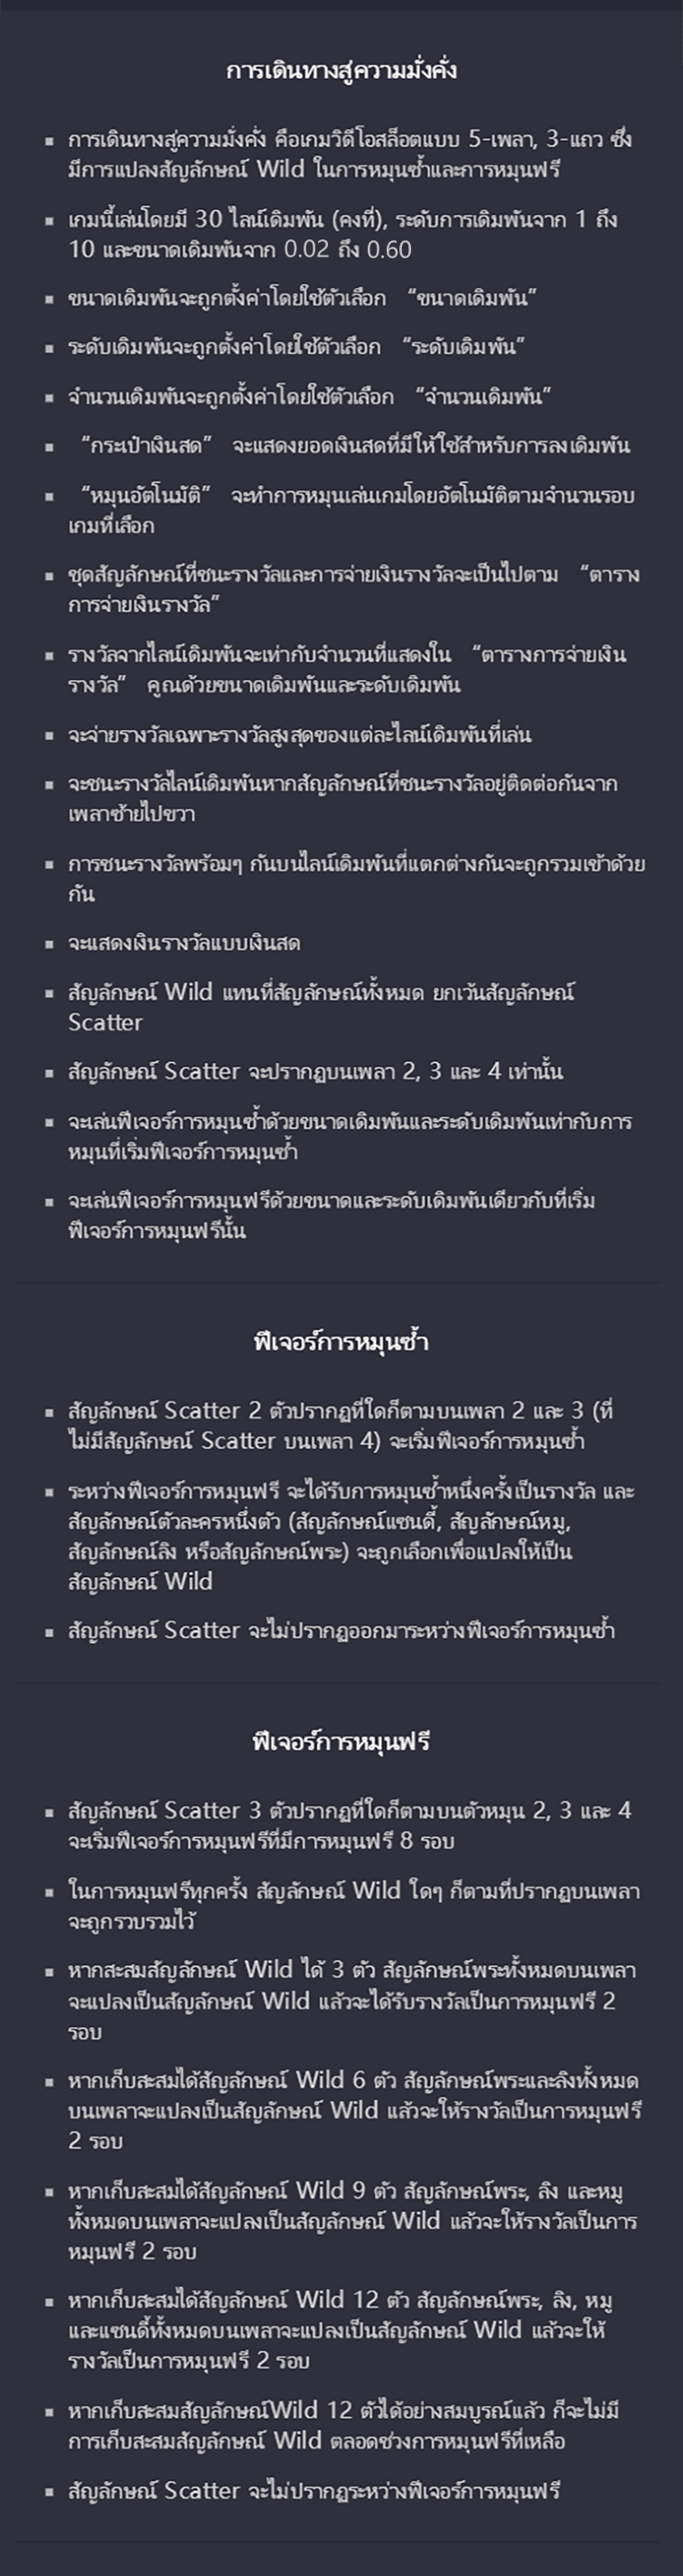 การเดินทางสู่ความมั่งคั่ง
▪ การเดินทางสู่ความมั่งคั่ง คือเกมวิดีโอสล็อตแบบ 5-เพลา, 3-แถว ซึ่ง
มีการแปลงสัญลักษณ์ Wild ในการหมุนซ้ำและการหมุนฟรี
▪ เกมนี้เล่นโดยมี 30 ไลน์เดิมพัน (คงที่), ระดับการเดิมพันจาก 1 ถึง
10 และขนาดเดิมพันจาก 0.02 ถึง 0.60
▪ ขนาดเดิมพันจะถูกตั้งค่าโดยใช้ตัวเลือก “ขนาดเดิมพัน”
▪ ระดับเดิมพันจะถูกตั้งค่าโดยใช้ตัวเลือก “ระดับเดิมพัน”
▪ จำนวนเดิมพันจะถูกตั้งค่าโดยใช้ตัวเลือก “จำนวนเดิมพัน”
▪ “กระเป๋าเงินสด” จะแสดงยอดเงินสดที่มีให้ใช้สำหรับการลงเดิมพัน
▪ “หมุนอัตโนมัติ” จะทำการหมุนเล่นเกมโดยอัตโนมัติตามจำนวนรอบ
เกมที่เลือก
▪ ชุดสัญลักษณ์ที่ชนะรางวัลและการจ่ายเงินรางวัลจะเป็นไปตาม “ตาราง
การจ่ายเงินรางวัล”
▪ รางวัลจากไลน์เดิมพันจะเท่ากับจำนวนที่แสดงใน “ตารางการจ่ายเงิน
รางวัล” คูณด้วยขนาดเดิมพันและระดับเดิมพัน
▪ จะจ่ายรางวัลเฉพาะรางวัลสูงสุดของแต่ละไลน์เดิมพันที่เล่น
▪ จะชนะรางวัลไลน์เดิมพันหากสัญลักษณ์ที่ชนะรางวัลอยู่ติดต่อกันจาก
เพลาซ้ายไปขวา
▪ การชนะรางวัลพร้อมๆ กันบนไลน์เดิมพันที่แตกต่างกันจะถูกรวมเข้าด้วย
กัน
▪ จะแสดงเงินรางวัลแบบเงินสด
▪ สัญลักษณ์ Wild แทนที่สัญลักษณ์ทั้งหมด ยกเว้นสัญลักษณ์
Scatter
▪ สัญลักษณ์ Scatter จะปรากฏบนเพลา 2, 3 และ 4 เท่านั้น
▪ จะเล่นฟีเจอร์การหมุนซ้ำด้วยขนาดเดิมพันและระดับเดิมพันเท่ากับการ
หมุนที่เริ่มฟีเจอร์การหมุนซ้ำ
▪ จะเล่นฟีเจอร์การหมุนฟรีด้วยขนาดและระดับเดิมพันเดียวกับที่เริ่ม
ฟีเจอร์การหมุนฟรีนั้น
ฟีเจอร์การหมุนซ้ำ
▪ สัญลักษณ์ Scatter 2 ตัวปรากฏที่ใดก็ตามบนเพลา 2 และ 3 (ที่
ไม่มีสัญลักษณ์ Scatter บนเพลา 4) จะเริ่มฟีเจอร์การหมุนซ้ำ
▪ ระหว่างฟีเจอร์การหมุนฟรี จะได้รับการหมุนซ้ำหนึ่งครั้งเป็นรางวัล และ
สัญลักษณ์ตัวละครหนึ่งตัว (สัญลักษณ์แซนดี้, สัญลักษณ์หมู,
สัญลักษณ์ลิง หรือสัญลักษณ์พระ) จะถูกเลือกเพื่อแปลงให้เป็น
สัญลักษณ์ Wild
▪ สัญลักษณ์ Scatter จะไม่ปรากฏออกมาระหว่างฟีเจอร์การหมุนซ้ำ
ฟีเจอร์การหมุนฟรี
▪ สัญลักษณ์ Scatter 3 ตัวปรากฏที่ใดก็ตามบนตัวหมุน 2, 3 และ 4
จะเริ่มฟีเจอร์การหมุนฟรีที่มีการหมุนฟรี 8 รอบ
▪ ในการหมุนฟรีทุกครั้ง สัญลักษณ์ Wild ใดๆ ก็ตามที่ปรากฏบนเพลา
จะถูกรวบรวมไว้
▪ หากสะสมสัญลักษณ์ Wild ได้ 3 ตัว สัญลักษณ์พระทั้งหมดบนเพลา
จะแปลงเป็นสัญลักษณ์ Wild แล้วจะได้รับรางวัลเป็นการหมุนฟรี 2
รอบ
▪ หากเก็บสะสมได้สัญลักษณ์ Wild 6 ตัว สัญลักษณ์พระและลิงทั้งหมด
บนเพลาจะแปลงเป็นสัญลักษณ์ Wild แล้วจะให้รางวัลเป็นการหมุนฟรี
2 รอบ
▪ หากเก็บสะสมได้สัญลักษณ์ Wild 9 ตัว สัญลักษณ์พระ, ลิง และหมู
ทั้งหมดบนเพลาจะแปลงเป็นสัญลักษณ์ Wild แล้วจะให้รางวัลเป็นการ
หมุนฟรี 2 รอบ
▪ หากเก็บสะสมได้สัญลักษณ์ Wild 12 ตัว สัญลักษณ์พระ, ลิง, หมู
และแซนดี้ทั้งหมดบนเพลาจะแปลงเป็นสัญลักษณ์ Wild แล้วจะให้
รางวัลเป็นการหมุนฟรี 2 รอบ
▪ หากเก็บสะสมสัญลักษณ์Wild 12 ตัวได้อย่างสมบูรณ์แล้ว ก็จะไม่มี
การเก็บสะสมสัญลักษณ์ Wild ตลอดช่วงการหมุนฟรีที่เหลือ
▪ สัญลักษณ์ Scatter จะไม่ปรากฏระหว่างฟีเจอร์การหมุนฟรี